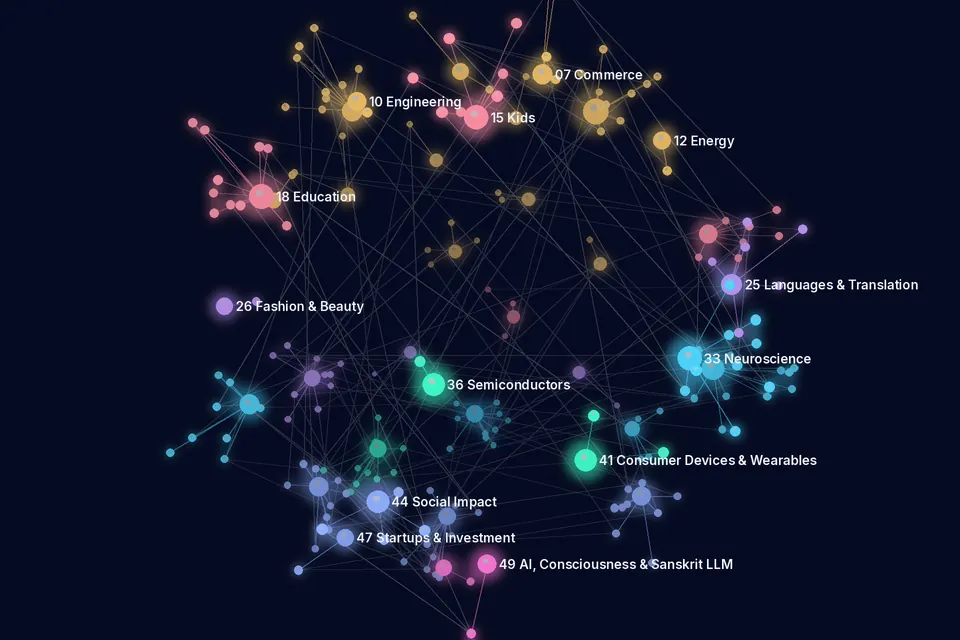 07 Commerce
10 Engineering
15 Kids
12 Energy
18 Education
25 Languages & Translation
26 Fashion & Beauty
33 Neuroscience
36 Semiconductors
41 Consumer Devices & Wearables
44 Social Impact
47 Startups & Investment
49 AI, Consciousness & Sanskrit LLM